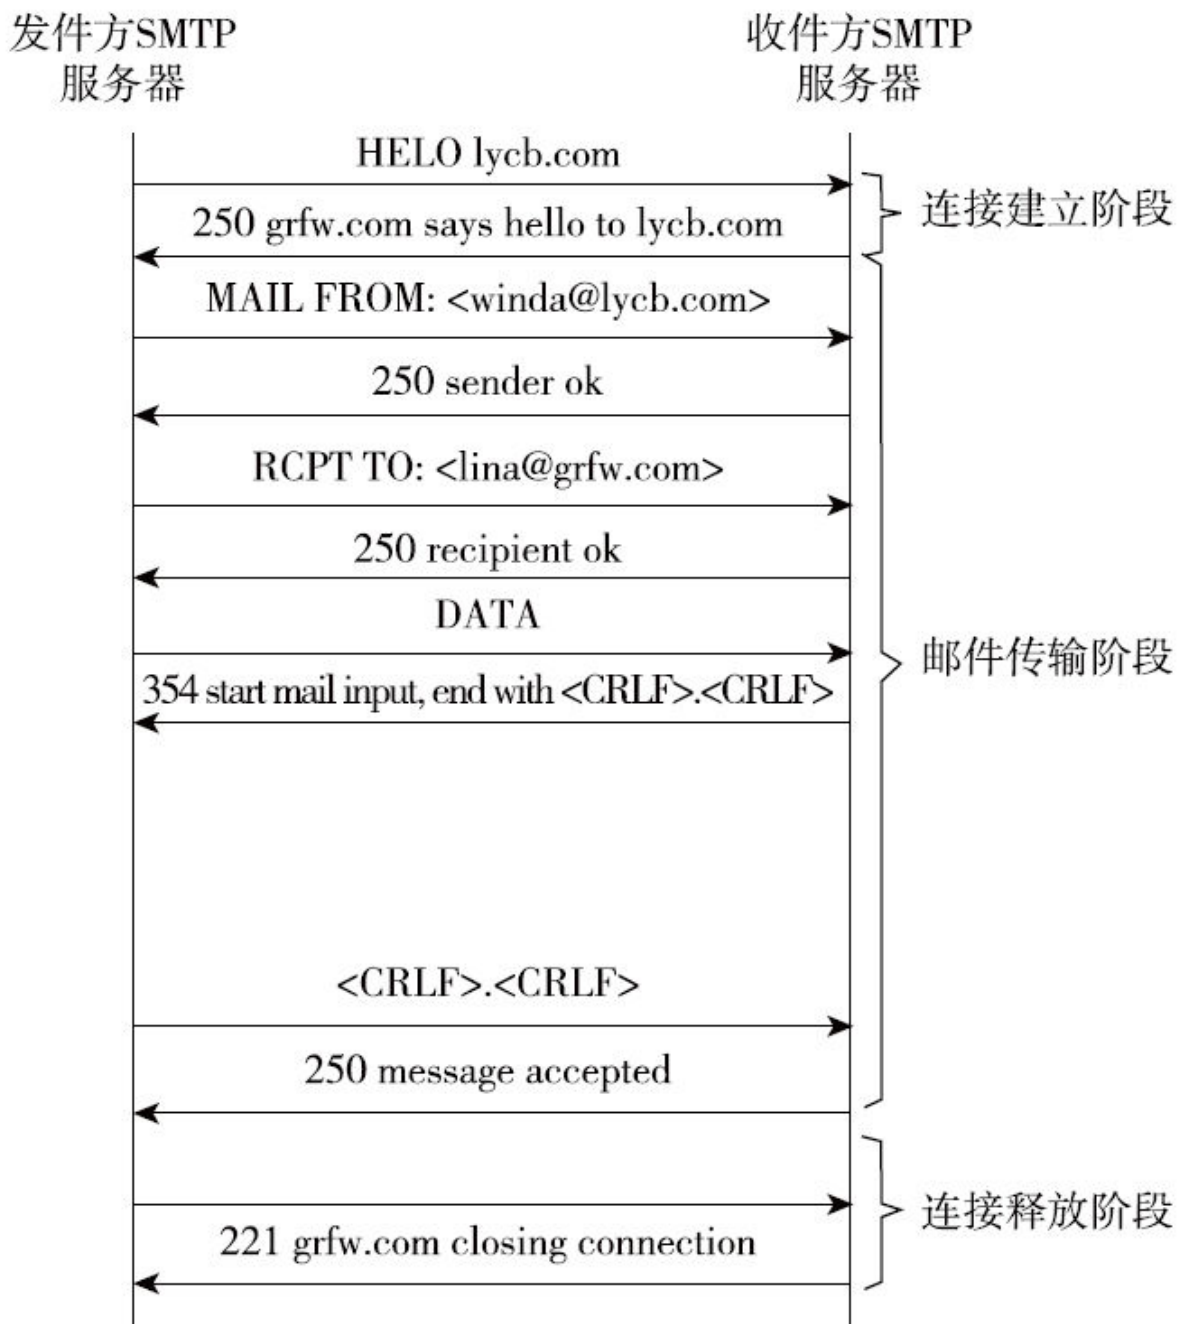 发件方SMTP
服务器
收件方SMTP
服务器
HELO lycb.com
250 grfw.com says hello to lycb.com
连接建立阶段
MAIL FROM: <winda@lycb.com>
250 sender ok
RCPT TO: <lina@grfw.com>
250 recipient ok
DATA
354 start mail input, end with <CRLF>.<CRLF>
邮件传输阶段
<CRLF>.<CRLF>
250 message accepted
221 grfw.com closing connection
连接释放阶段